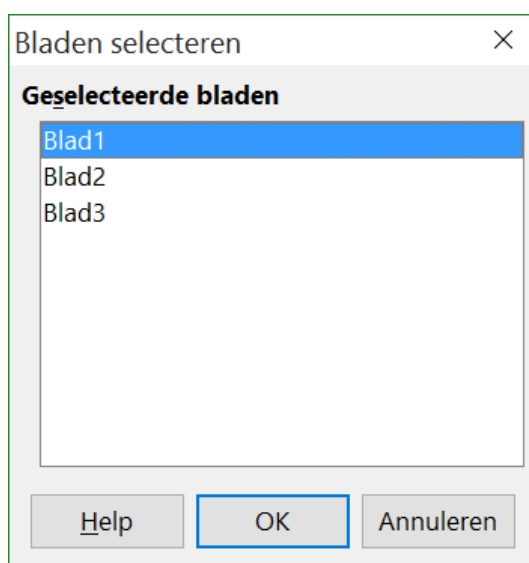 Bladen selecteren
Geselecteerde bladen
Blad1
Blad2
Blad3
Help OK Annuleren